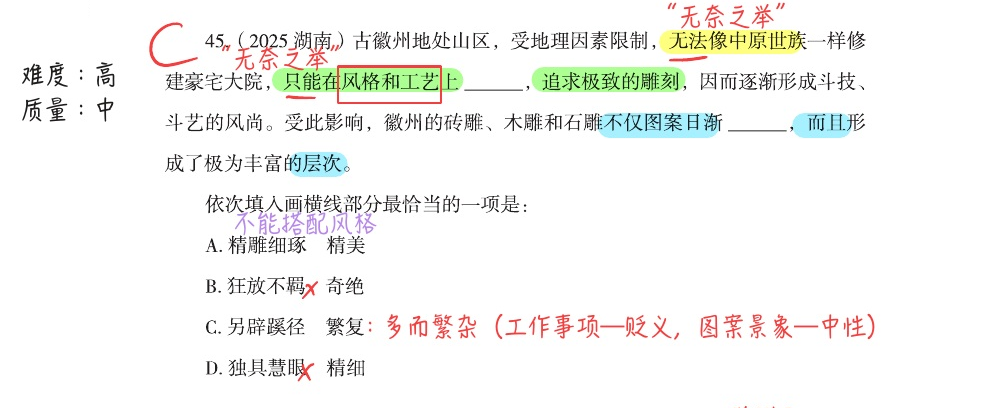 “无奈之举”
C 45.（2025 湖南）古徽州地处山区，受地理因素限制，无法像中原世族一样修
“无奈之举”
难度：高
建豪宅大院，只能在风格和工艺上______，追求极致的雕刻，因而逐渐形成斗技、
质量：中
斗艺的风尚。受此影响，徽州的砖雕、木雕和石雕不仅图案日渐______，而且形
成了极为丰富的层次。
依次填入画横线部分最恰当的一项是：
不能搭配风格
A. 精雕细琢 精美
B. 狂放不羁× 奇绝
C. 另辟蹊径 繁复：多而繁杂（工作事项—贬义，图案景象—中性）
D. 独具慧眼× 精细